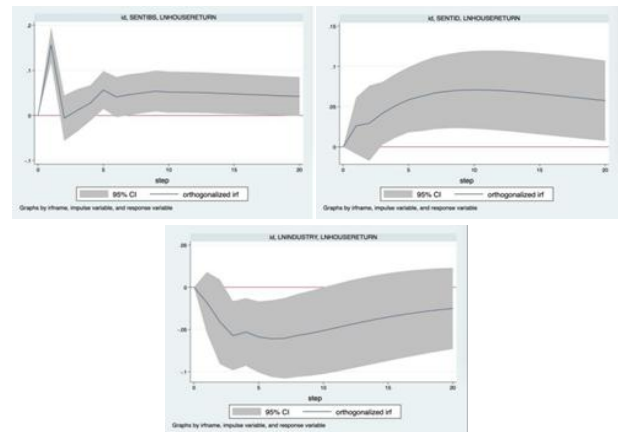 id, SENTIBIS, LNHOUSERETURN
.2
.1
0
-.1
0
5
10
15
20
step
95% CI
orthogonalized irf
Graphs by irfname, impulse variable, and response variable
id, SENTID, LNHOUSERETURN
.15
.1
.05
0
0
5
10
15
20
step
95% CI
orthogonalized irf
Graphs by irfname, impulse variable, and response variable
id, LNINDUSTRY, LNHOUSERETURN
.05
0
-.05
-.1
0
5
10
15
20
step
95% CI
orthogonalized irf
Graphs by irfname, impulse variable, and response variable